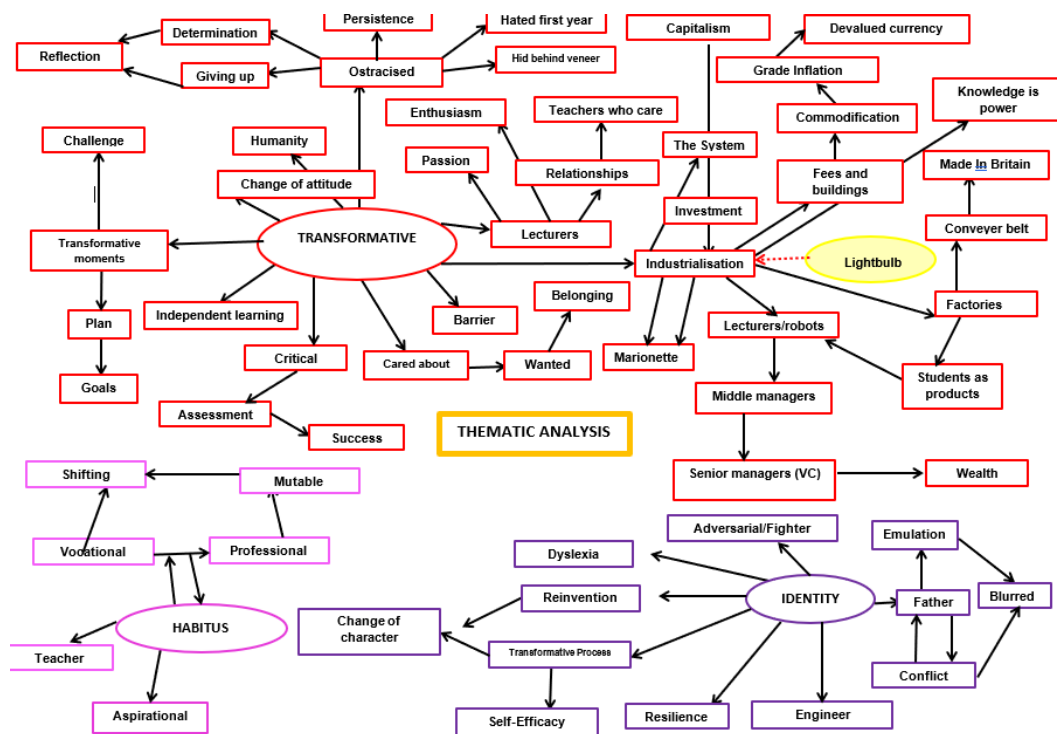 Persistence
Hated first year
Capitalism
Devalued currency
Determination
Reflection
Giving up
Ostracised
Hid behind veneer
Grade Inflation
Knowledge is
power
Enthusiasm
Teachers who care
Commodification
Challenge
Humanity
The System
Made In Britain
Passion
Relationships
Fees and
buildings
Change of attitude
Investment
Conveyer belt
Transformative
moments
TRANSFORMATIVE
Lecturers
Industrialisation
Lightbulb
Belonging
Factories
Independent learning
Barrier
Plan
Lecturers/robots
Critical
Cared about
Wanted
Marionette
Goals
Students as
products
Middle managers
Assessment
Success
THEMATIC ANALYSIS
Senior managers (VC)
Wealth
Shifting
Mutable
Adversarial/Fighter
Emulation
Vocational
Professional
Dyslexia
Reinvention
IDENTITY
Father
Blurred
HABITUS
Change of
character
Teacher
Transformative Process
Conflict
Aspirational
Self-Efficacy
Resilience
Engineer